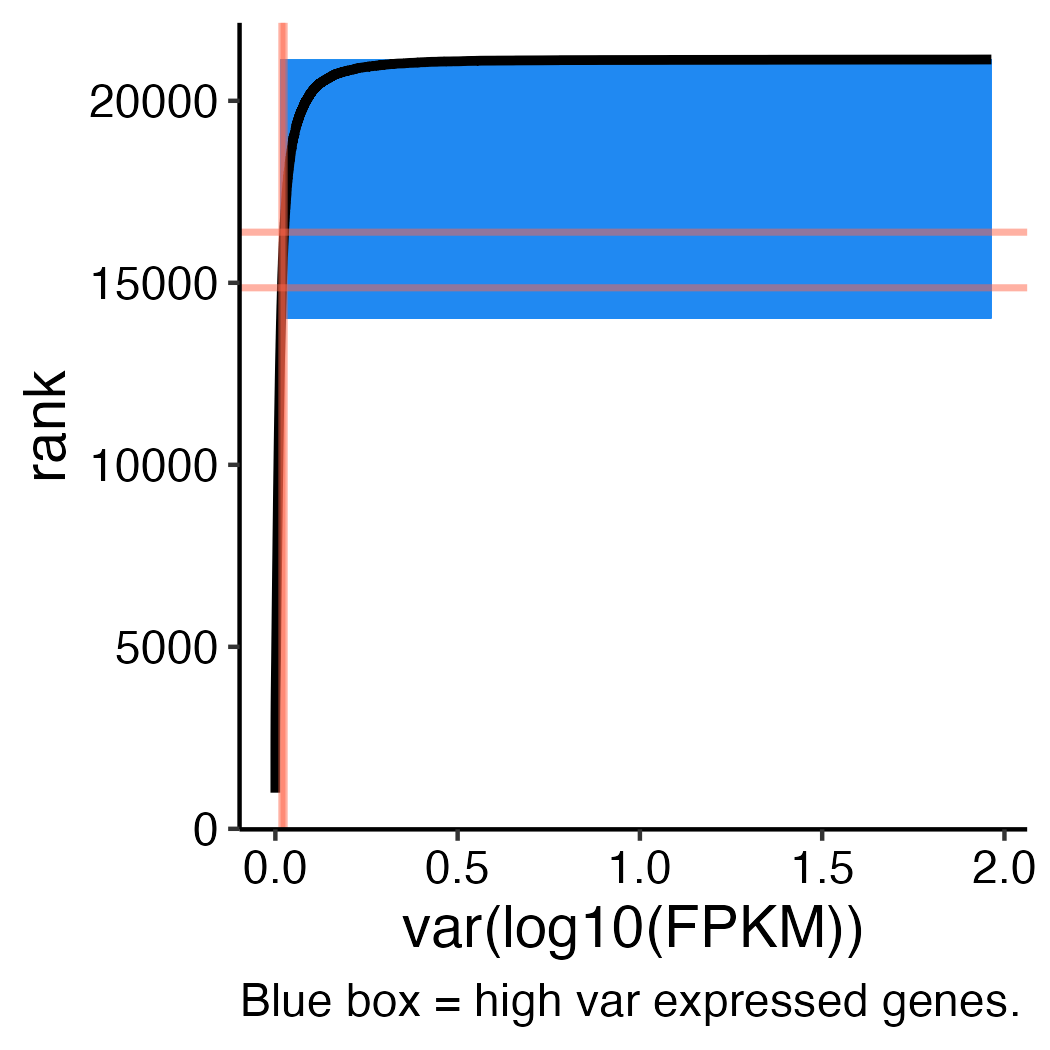 20000
15000
10000
5000
0
rank
0.0 0.5 1.0 1.5 2.0
var(log10(FPKM))
Blue box = high var expressed genes.